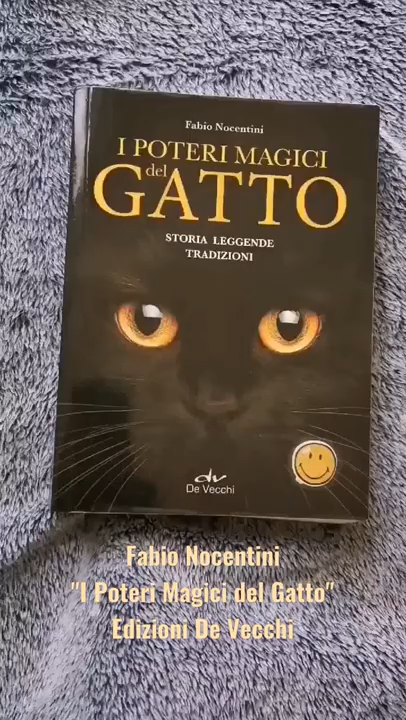 Fabio Nocentini
I POTERI MAGICI
del
GATTO
STORIA LEGGENDE
TRADIZIONI
dv
De Vecchi
Fabio Nocentini
"I Poteri Magici del Gatto"
Edizioni De Vecchi